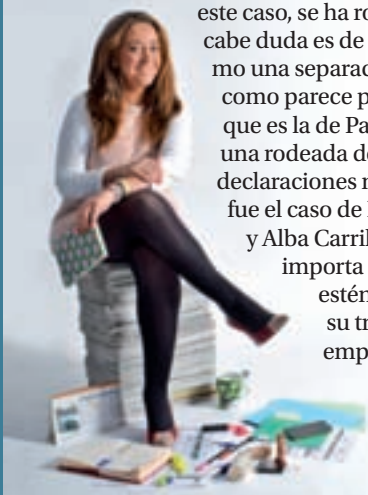 este caso, se ha ro
cabe duda es de
mo una separad
como parece p
que es la de Pa
una rodeada de
declaraciones n
fue el caso de
y Alba Carril
importa
estén
su tr
emp